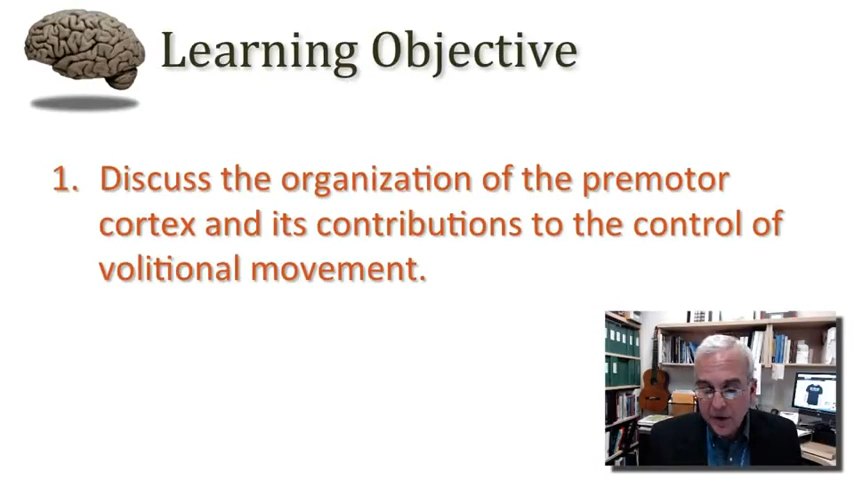 Learning Objective
1. Discuss the organization of the premotor
cortex and its contributions to the control of
volitional movement.